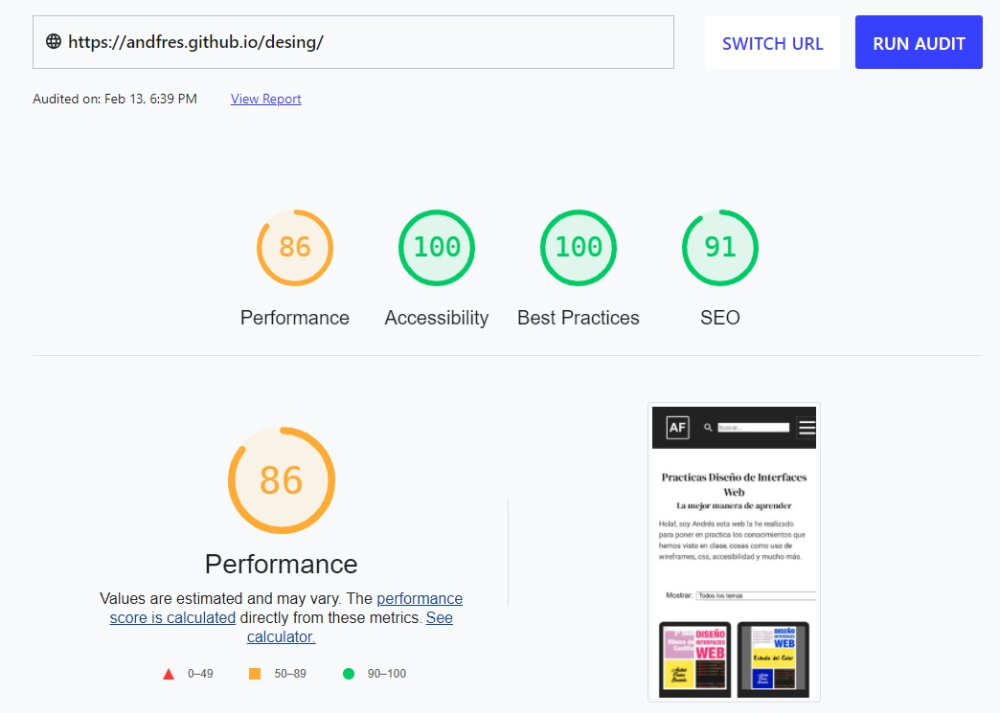 https://andfres.github.io/desing/
SWITCH URL
RUN AUDIT
Audited on: Feb 13, 6:39 PM
View Report
86
100
100
91
Performance
Accessibility
Best Practices
SEO
86
Performance
Values are estimated and may vary. The performance
score is calculated directly from these metrics. See
calculator.
0–49
50–89
90–100
AF
buscar...
Practicas Diseño de Interfaces
Web
La mejor manera de aprender
Hola!, soy Andrés esta web la he realizado
para poner en practica los conocimientos que
hemos visto en clase, cosas como uso de
wireframes, css, accesibilidad y mucho más.
Mostrar:
Todos los temas
DISEÑO
INTERFACES
WEB
DISEÑO
INTERFACES
WEB
Estudio del Color